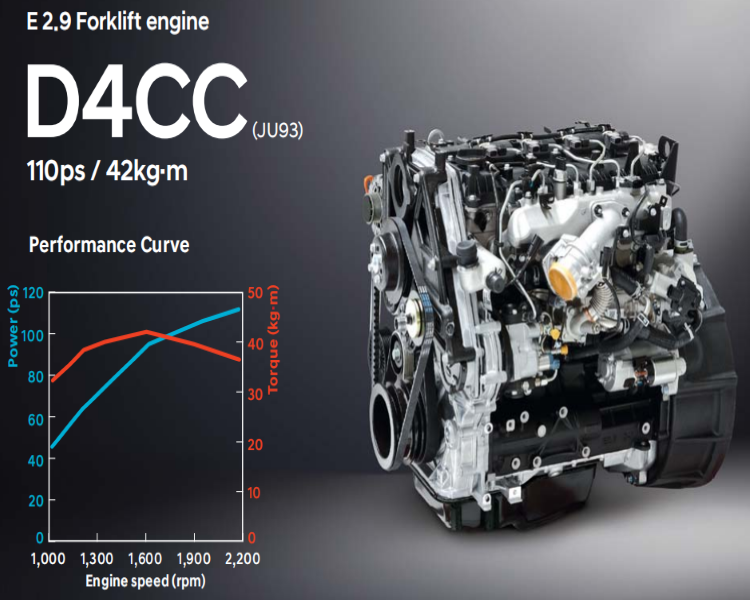 E 2.9 Forklift engine
D4CC (JU93)
110ps / 42kg·m
Performance Curve
Power (ps)
120
100
80
60
40
20
0
50
40
30
20
10
0
Torque (kg·m)
1,000 1,300 1,600 1,900 2,200
Engine speed (rpm)